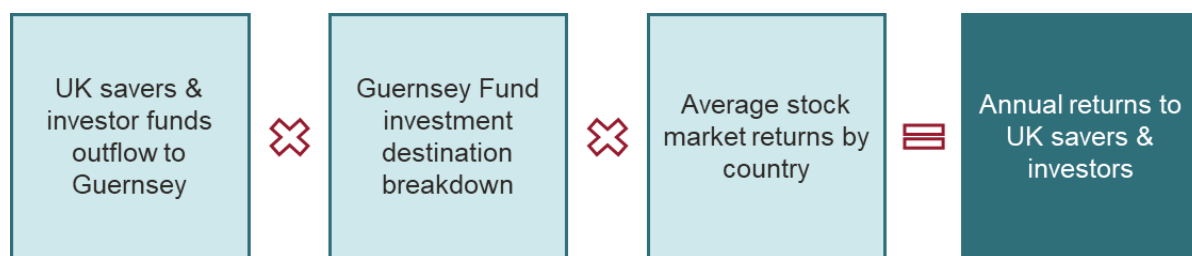 UK savers &
investor funds
outflow to
Guernsey
Guernsey Fund
investment
destination
breakdown
Average stock
market returns by
country
Annual returns to
UK savers &
investors